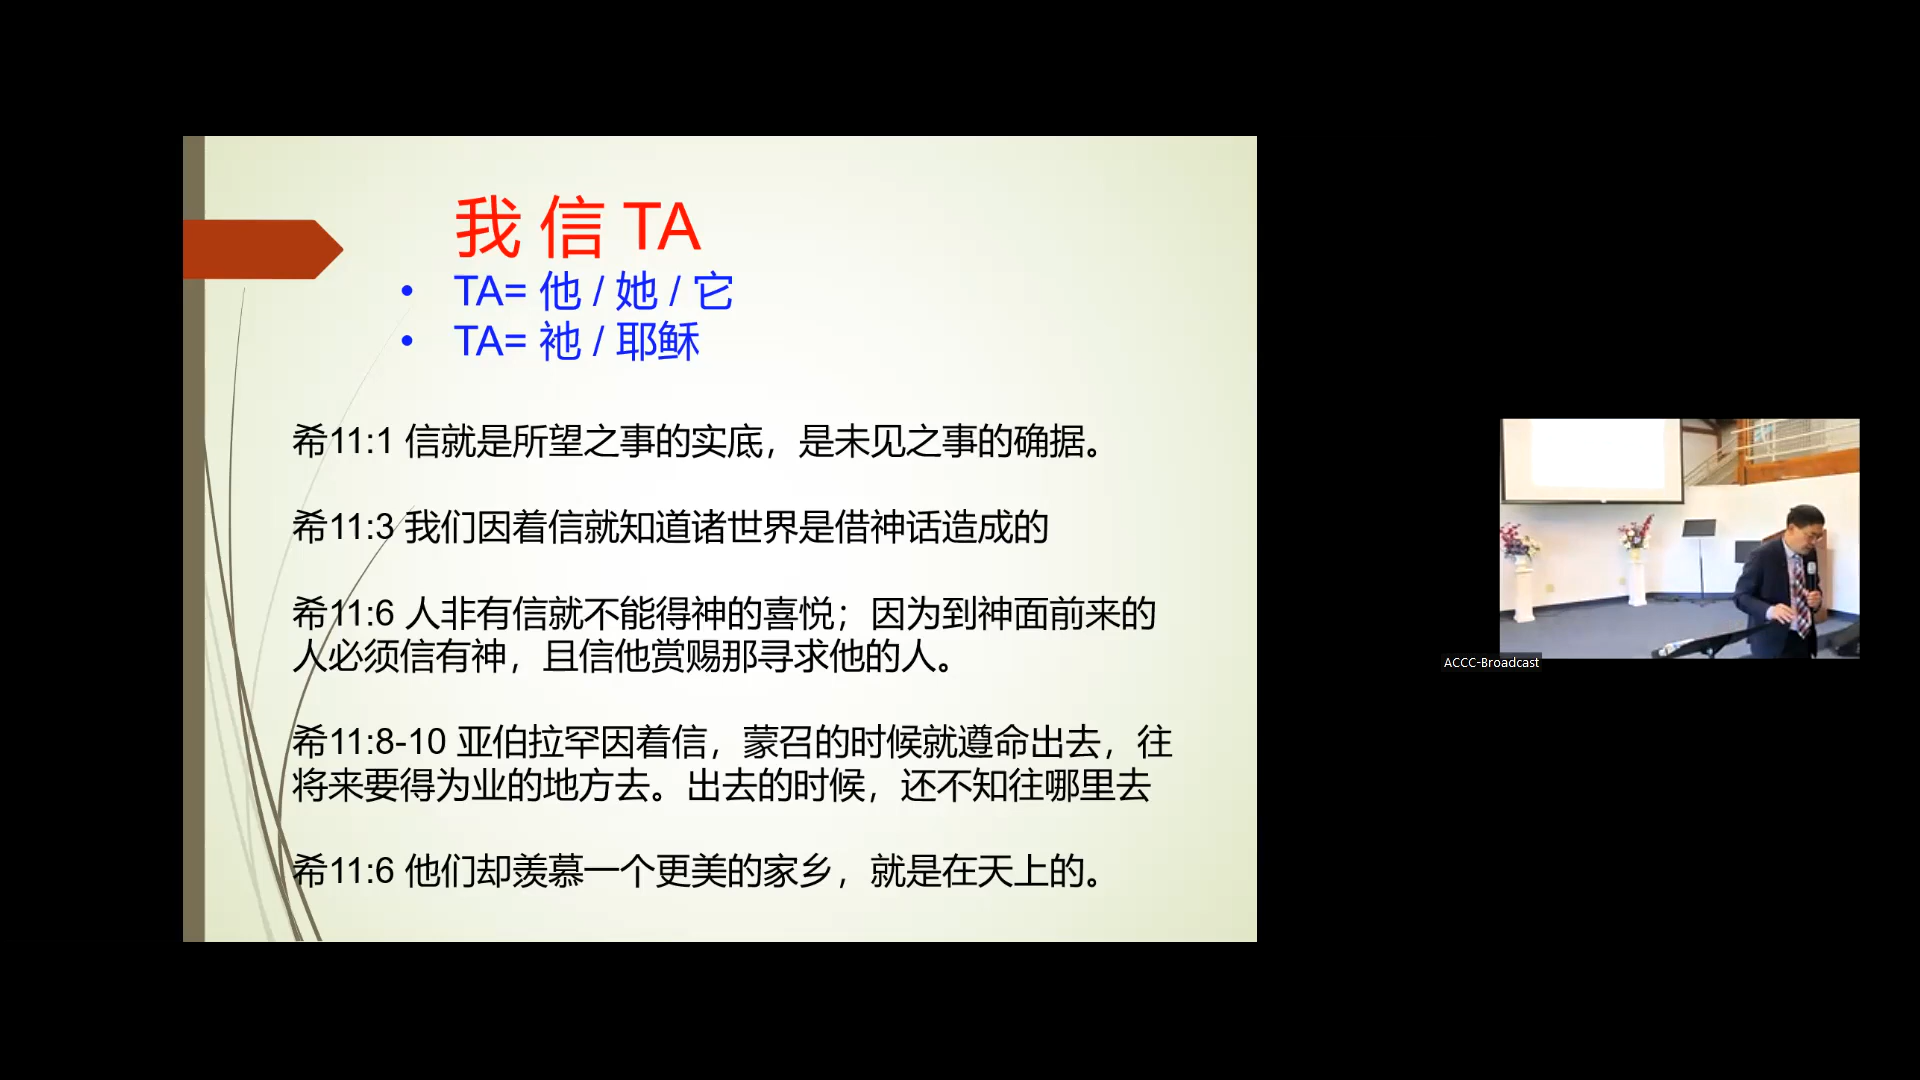 我 信 TA
• TA= 他 / 她 / 它
• TA= 祂 / 耶稣
希11:1 信就是所望之事的实底，是未见之事的确据。
希11:3 我们因着信就知道诸世界是借神话造成的
希11:6 人非有信就不能得神的喜悦；因为到神面前来的
人必须信有神，且信他赏赐那寻求他的人。
希11:8-10 亚伯拉罕因着信，蒙召的时候就遵命出去，往
将来要得为业的地方去。出去的时候，还不知往哪里去
希11:6 他们却羡慕一个更美的家乡，就是在天上的。
ACCC-Broadcast